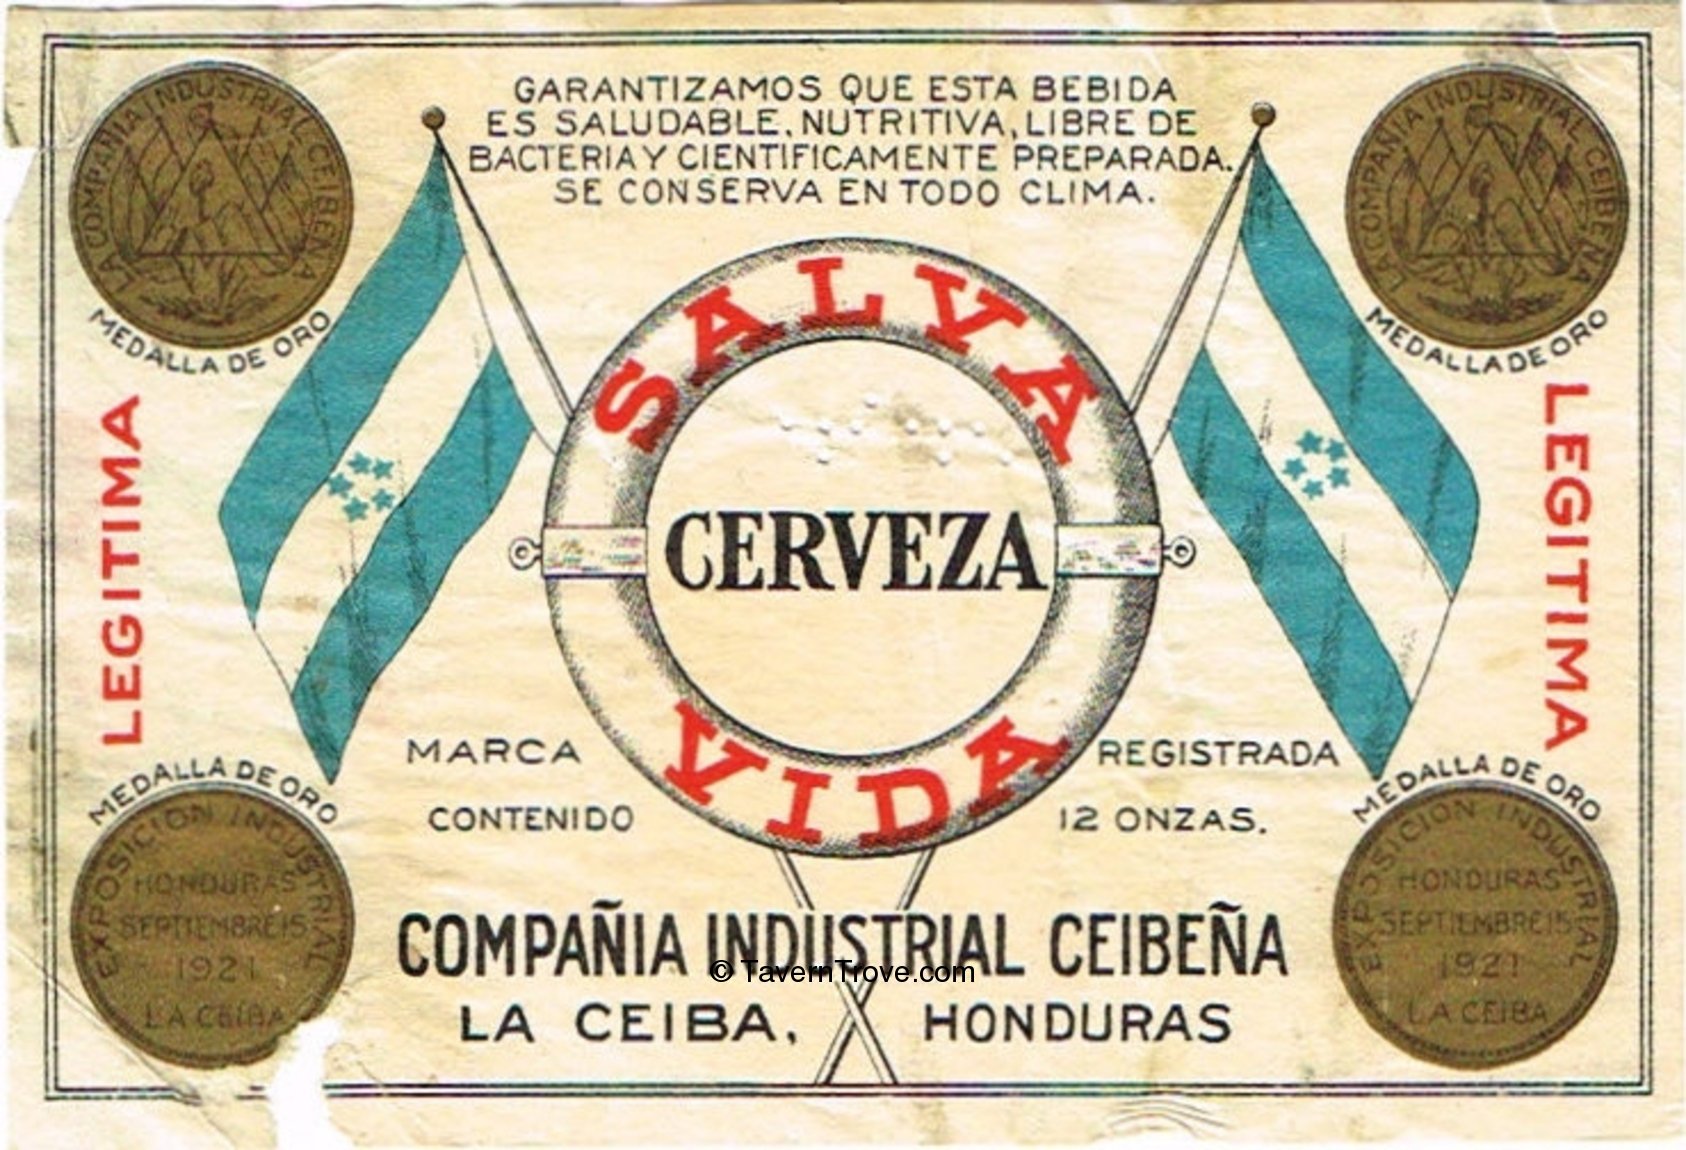 GARANTIZAMOS QUE ESTA BEBIDA
ES SALUDABLE, NUTRITIVA, LIBRE DE
BACTERIA Y CIENTIFICAMENTE PREPARADA.
SE CONSERVA EN TODO CLIMA.
LA COMPAÑIA INDUSTRIAL CEIBEÑA
MEDALLA DE ORO
LA COMPAÑIA INDUSTRIAL CEIBEÑA
MEDALLA DE ORO
LEGITIMA
SALVA
CERVEZA
VIDA
LEGITIMA
MARCA REGISTRADA
CONTENIDO 12 ONZAS.
MEDALLA DE ORO
EXPOSICION INDUSTRIAL
HONDURAS
SEPTIEMBRE 15
1921
LA CEIBA
MEDALLA DE ORO
EXPOSICION INDUSTRIAL
HONDURAS
SEPTIEMBRE 15
1921
LA CEIBA
COMPAÑIA INDUSTRIAL CEIBEÑA
© TavernTrove.com
LA CEIBA, HONDURAS